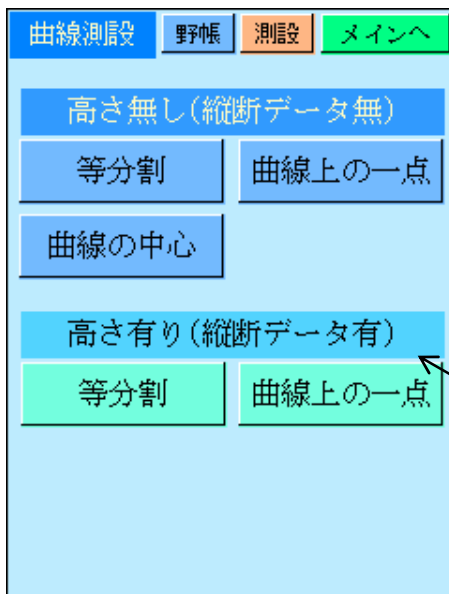 曲線測設 野帳 測設 メインへ
高さ無し(縦断データ無)
等分割 曲線上の一点
曲線の中心
高さ有り(縦断データ有)
等分割 曲線上の一点